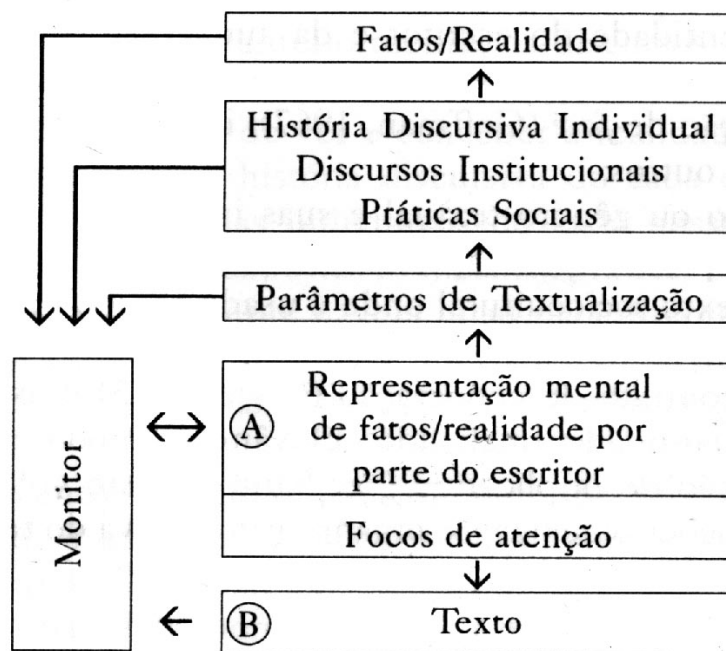 Fatos/Realidade
História Discursiva Individual
Discursos Institucionais
Práticas Sociais
Parâmetros de Textualização
Monitor
A
Representação mental
de fatos/realidade por
parte do escritor
Focos de atenção
B
Texto